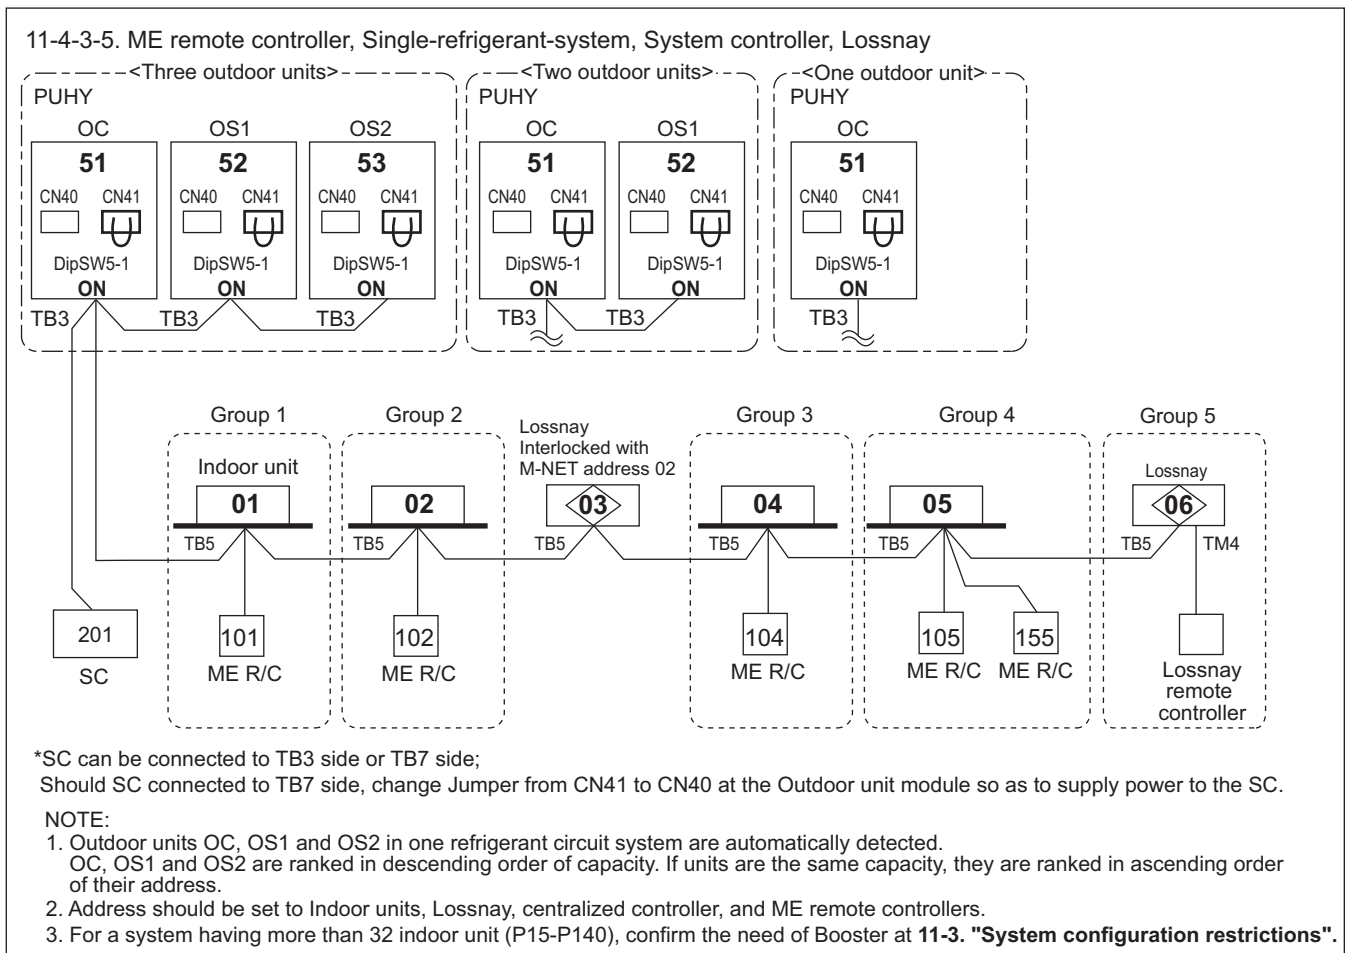 11-4-3-5. ME remote controller, Single-refrigerant-system, System controller, Lossnay
<Three outdoor units> <Two outdoor units> <One outdoor unit>
PUHY PUHY PUHY
OC OS1 OS2 OC OS1 OC
51 52 53 51 52 51
CN40 CN41 CN40 CN41 CN40 CN41 CN40 CN41 CN40 CN41 CN40 CN41
DipSW5-1 DipSW5-1 DipSW5-1 DipSW5-1 DipSW5-1 DipSW5-1
ON ON ON ON ON ON
TB3 TB3 TB3 TB3 TB3 TB3
Group 1 Group 2 Group 3 Group 4 Group 5
Lossnay
Interlocked with
M-NET address 02
Indoor unit Lossnay
01 02 03 04 05 06
TB5 TB5 TB5 TB5 TB5 TB5 TM4
201 101 102 104 105 155
SC ME R/C ME R/C ME R/C ME R/C ME R/C
Lossnay
remote
controller
*SC can be connected to TB3 side or TB7 side;
Should SC connected to TB7 side, change Jumper from CN41 to CN40 at the Outdoor unit module so as to supply power to the SC.
NOTE:
1. Outdoor units OC, OS1 and OS2 in one refrigerant circuit system are automatically detected.
OC, OS1 and OS2 are ranked in descending order of capacity. If units are the same capacity, they are ranked in ascending order
of their address.
2. Address should be set to Indoor units, Lossnay, centralized controller, and ME remote controllers.
3. For a system having more than 32 indoor unit (P15-P140), confirm the need of Booster at 11-3. "System configuration restrictions".